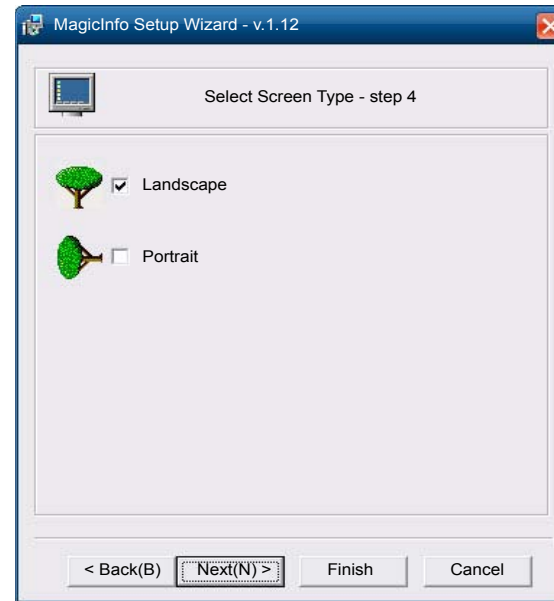 MagicInfo Setup Wizard - v.1.12
Select Screen Type - step 4
Landscape
Portrait
< Back(B) Next(N) > Finish Cancel